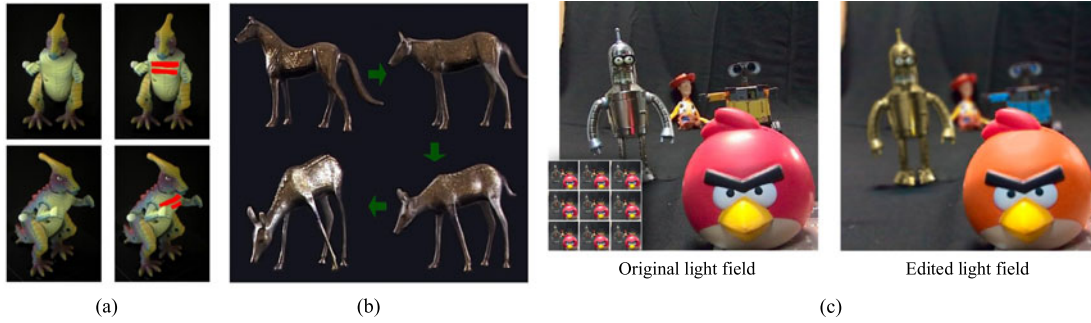 Original light field
Edited light field
(a)
(b)
(c)